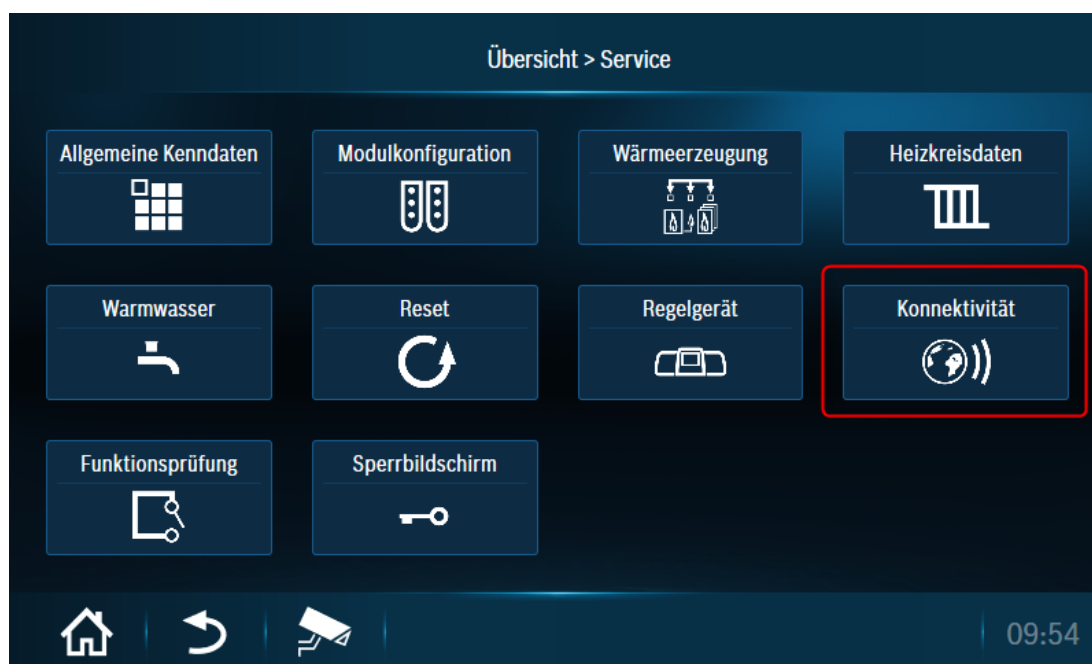 Übersicht > Service
Allgemeine Kenndaten
Modulkonfiguration
Wärmeerzeugung
Heizkreisdaten
Warmwasser
Reset
Regelgerät
Konnektivität
Funktionsprüfung
Sperrbildschirm
09:54